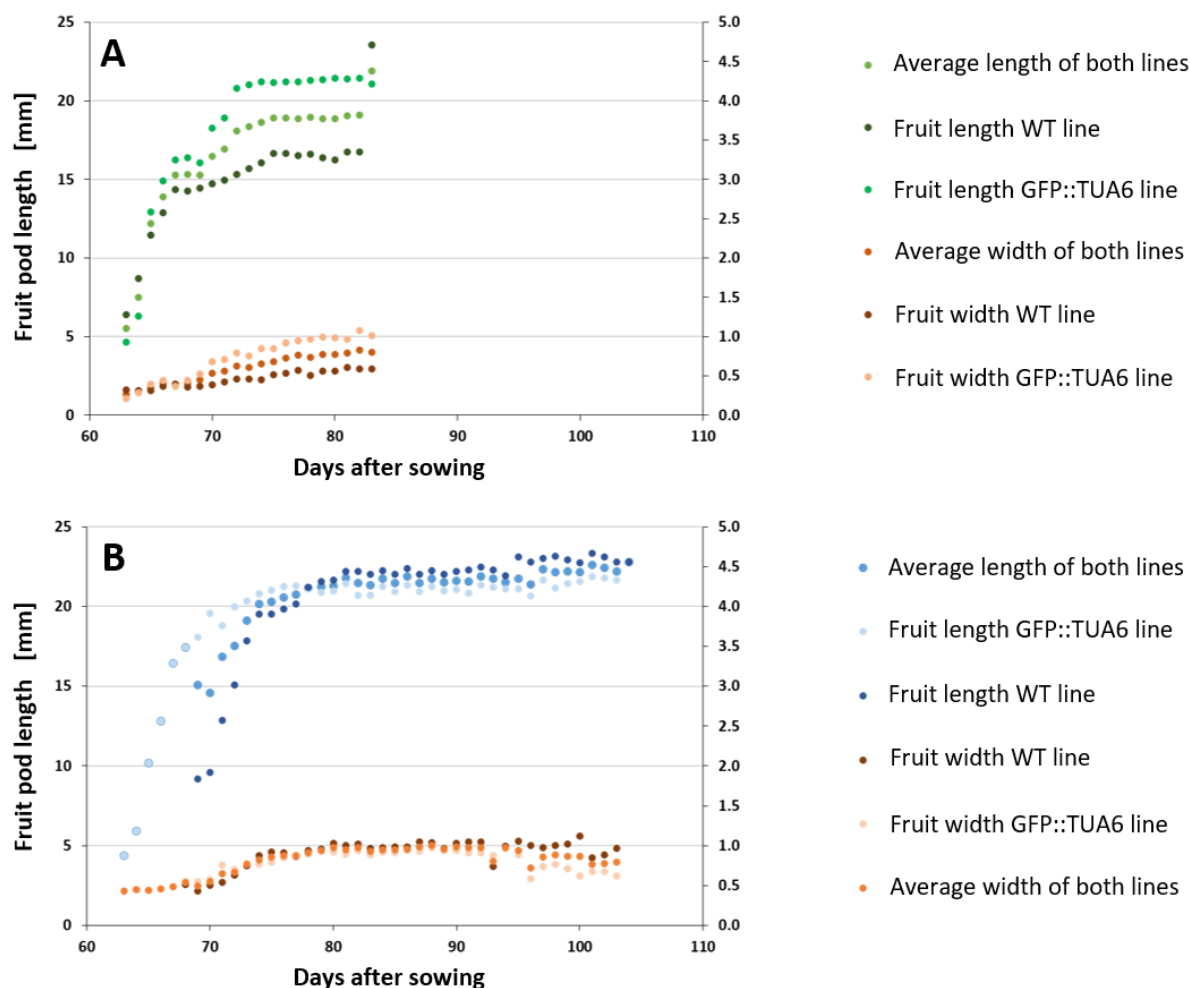 A
25
20
15
10
5
0
5.0
4.5
4.0
3.5
3.0
2.5
2.0
1.5
1.0
0.5
0.0
60 70 80 90 100 110
Fruit pod length [mm]
Days after sowing
Average length of both lines
Fruit length WT line
Fruit length GFP::TUA6 line
Average width of both lines
Fruit width WT line
Fruit width GFP::TUA6 line
B
25
20
15
10
5
0
5.0
4.5
4.0
3.5
3.0
2.5
2.0
1.5
1.0
0.5
0.0
60 70 80 90 100 110
Fruit pod length [mm]
Days after sowing
Average length of both lines
Fruit length GFP::TUA6 line
Fruit length WT line
Fruit width WT line
Fruit width GFP::TUA6 line
Average width of both lines